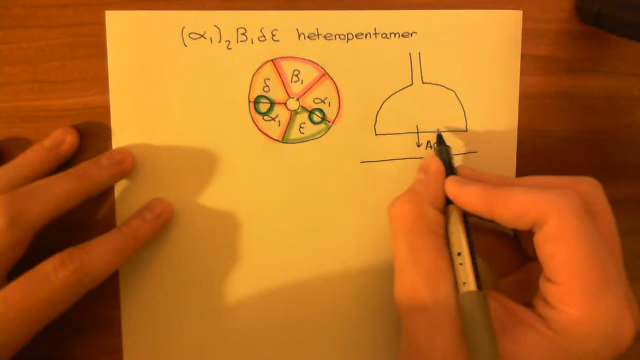 (α₁)₂ β₁ δ ε heteropentamer
β₁
δ
α₁
α₁
ε
A